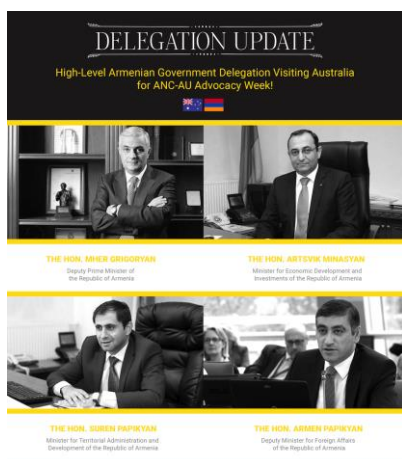 DELEGATION UPDATE
High-Level Armenian Government Delegation Visiting Australia
for ANC-AU Advocacy Week!
THE HON. MHER GRIGORYAN
Deputy Prime Minister of
the Republic of Armenia
THE HON. ARTSVIK MINASYAN
Minister for Economic Development and
Investments of the Republic of Armenia
THE HON. SUREN PAPIKYAN
Minister for Territorial Administration and
Development of the Republic of Armenia
THE HON. ARMEN PAPIKYAN
Deputy Minister for Foreign Affairs
of the Republic of Armenia